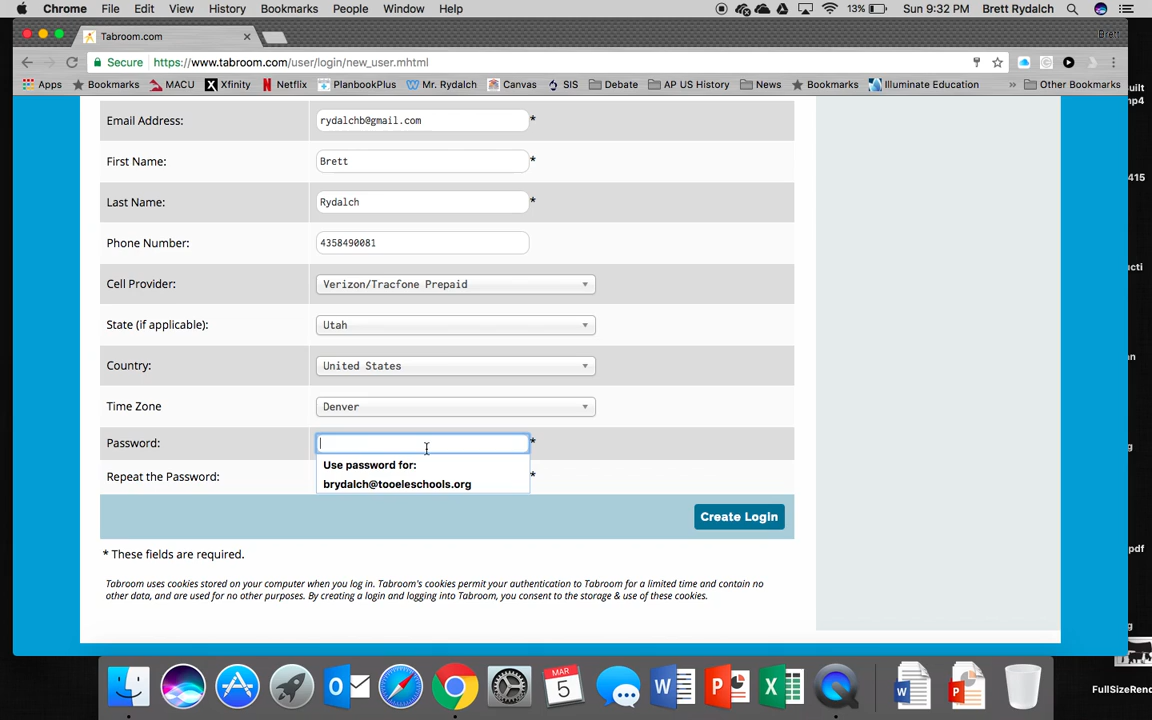 Chrome File Edit View History Bookmarks People Window Help 13% Sun 9:32 PM Brett Rydalch
Tabroom.com Brett
Secure https://www.tabroom.com/user/login/new_user.mhtml
Apps Bookmarks MACU Xfinity Netflix PlanbookPlus Mr. Rydalch Canvas SIS Debate AP US History News Bookmarks Illuminate Education » Other Bookmarks
Email Address: rydalchb@gmail.com *
First Name: Brett *
Last Name: Rydalch *
Phone Number: 4358490081
Cell Provider: Verizon/Tracfone Prepaid
State (if applicable): Utah
Country: United States
Time Zone Denver
Password: *
Use password for:
Repeat the Password: *
brydalch@tooeleschools.org
Create Login
* These fields are required.
Tabroom uses cookies stored on your computer when you log in. Tabroom's cookies permit your authentication to Tabroom for a limited time and contain no
other data, and are used for no other purposes. By creating a login and logging into Tabroom, you consent to the storage & use of these cookies.
MAR
5
FullSizeRend